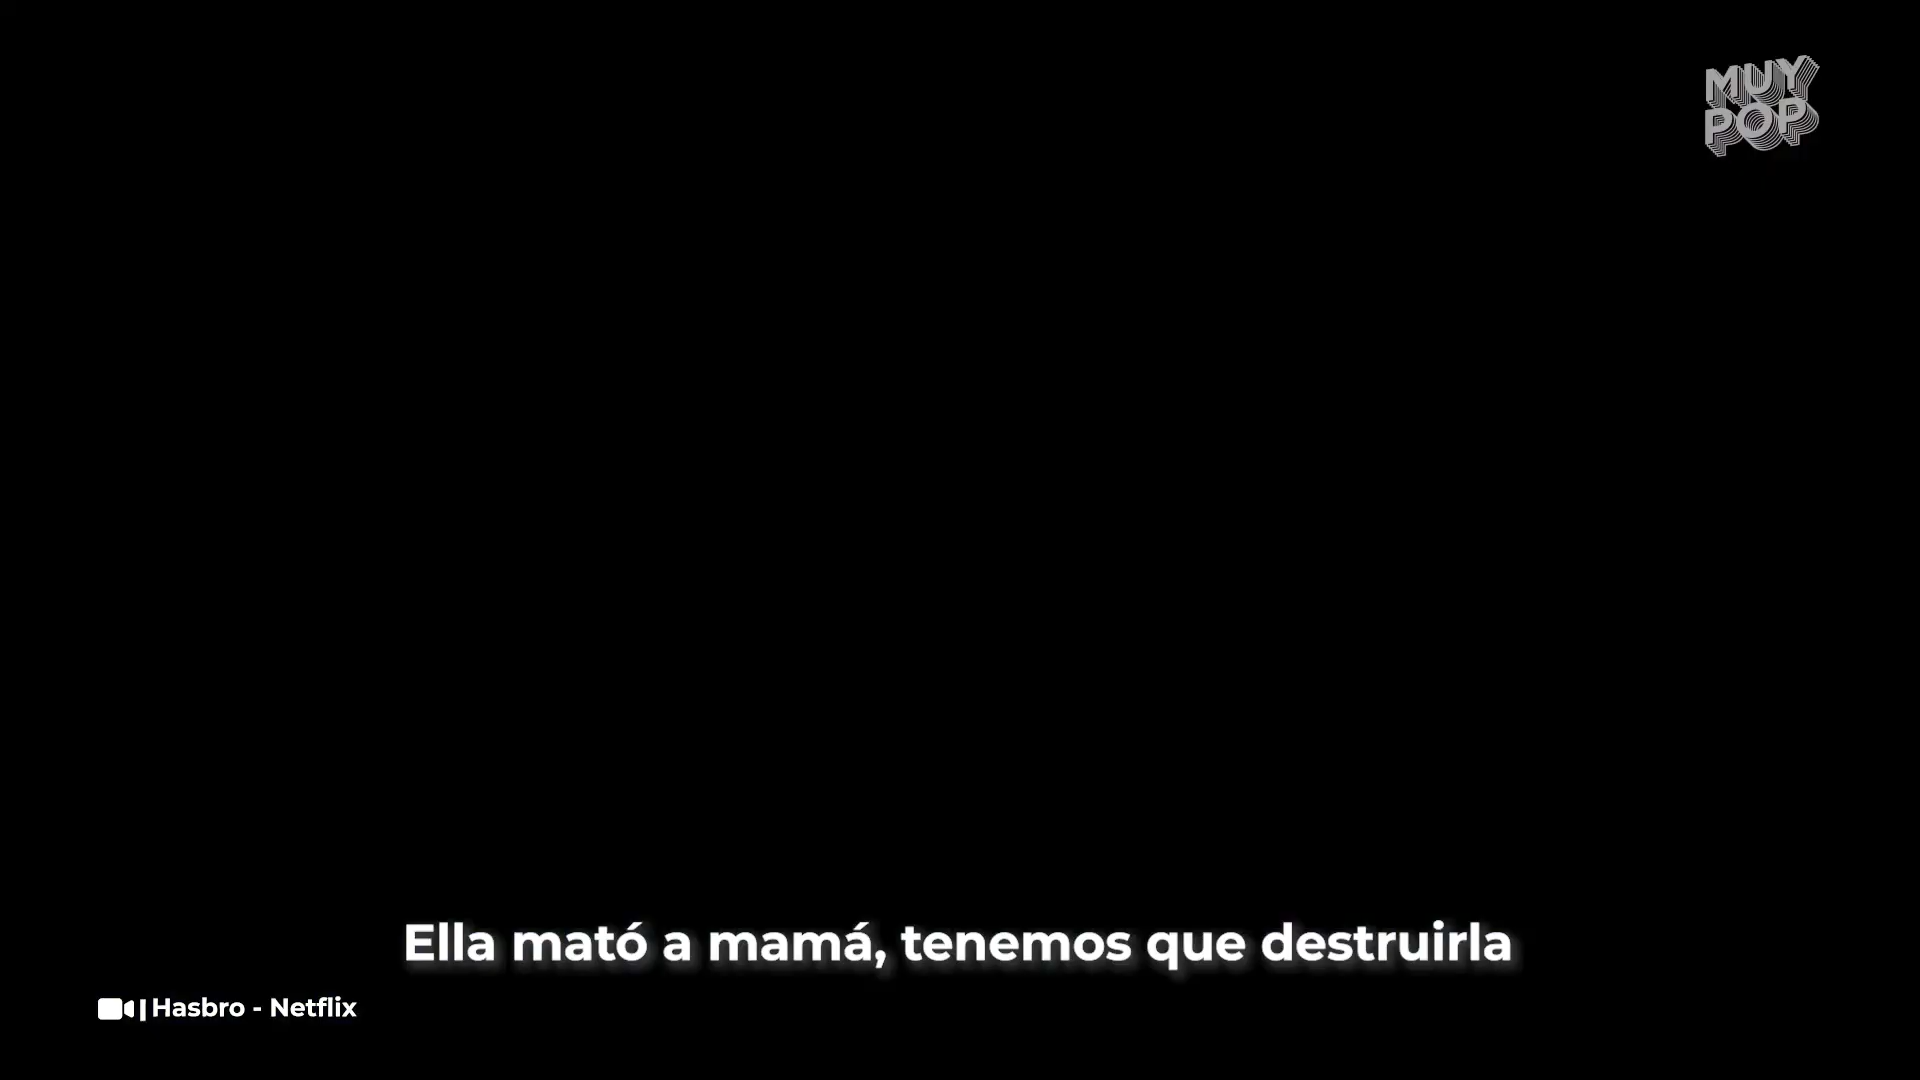 MUY
POP
Ella mató a mamá, tenemos que destruirla
Hasbro - Netflix